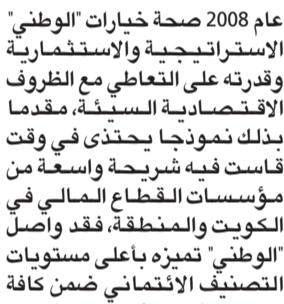 عام 2008 صحة خيارات "الوطني"
الاستراتيجية والاستثمارية
وقدرته على التعاطي مع الظروف
الاقتصادية السيئة، مقدما
بذلك نموذجا يحتذى في وقت
قاست فيه شريحة واسعة من
مؤسسات القطاع المالي في
الكويت والمنطقة، فقد واصل
"الوطني" تميزه بأعلى مستويات
التصنيف الائتماني ضمن كافة